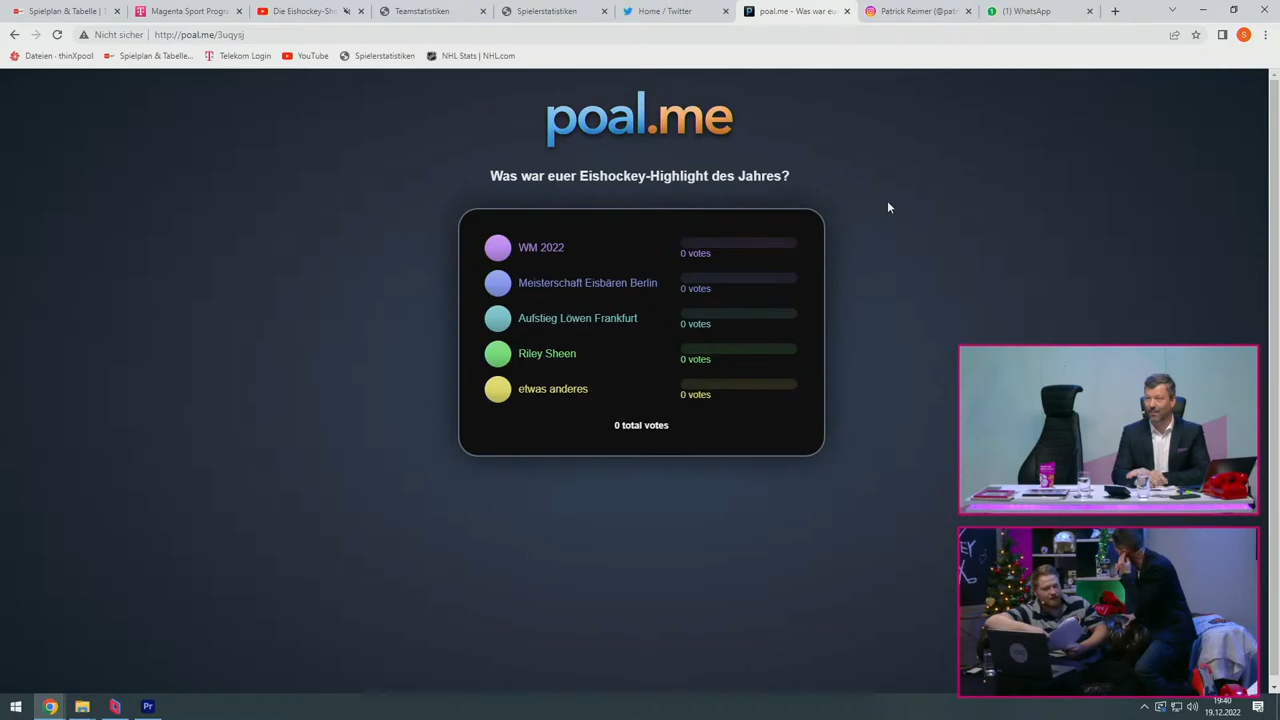 Spielplan & Tabelle |
Magenta Sport Program
Die Eishockey-Sho
Teamstatistiken
Spielerstatistiken
Home / Twitter
poal.me - Was war eu
Patrick Reimer (@pat
(1) WhatsApp
Nicht sicher | http://poal.me/3uqysj
Dateien · thinXpool
Spielplan & Tabelle...
Telekom Login
YouTube
Spielerstatistiken
NHL Stats | NHL.com
S
poal.me
Was war euer Eishockey-Highlight des Jahres?
WM 2022
0 votes
Meisterschaft Eisbären Berlin
0 votes
Aufstieg Löwen Frankfurt
0 votes
Riley Sheen
0 votes
etwas anderes
0 votes
0 total votes
EY
X
Pr
19:40
19.12.2022